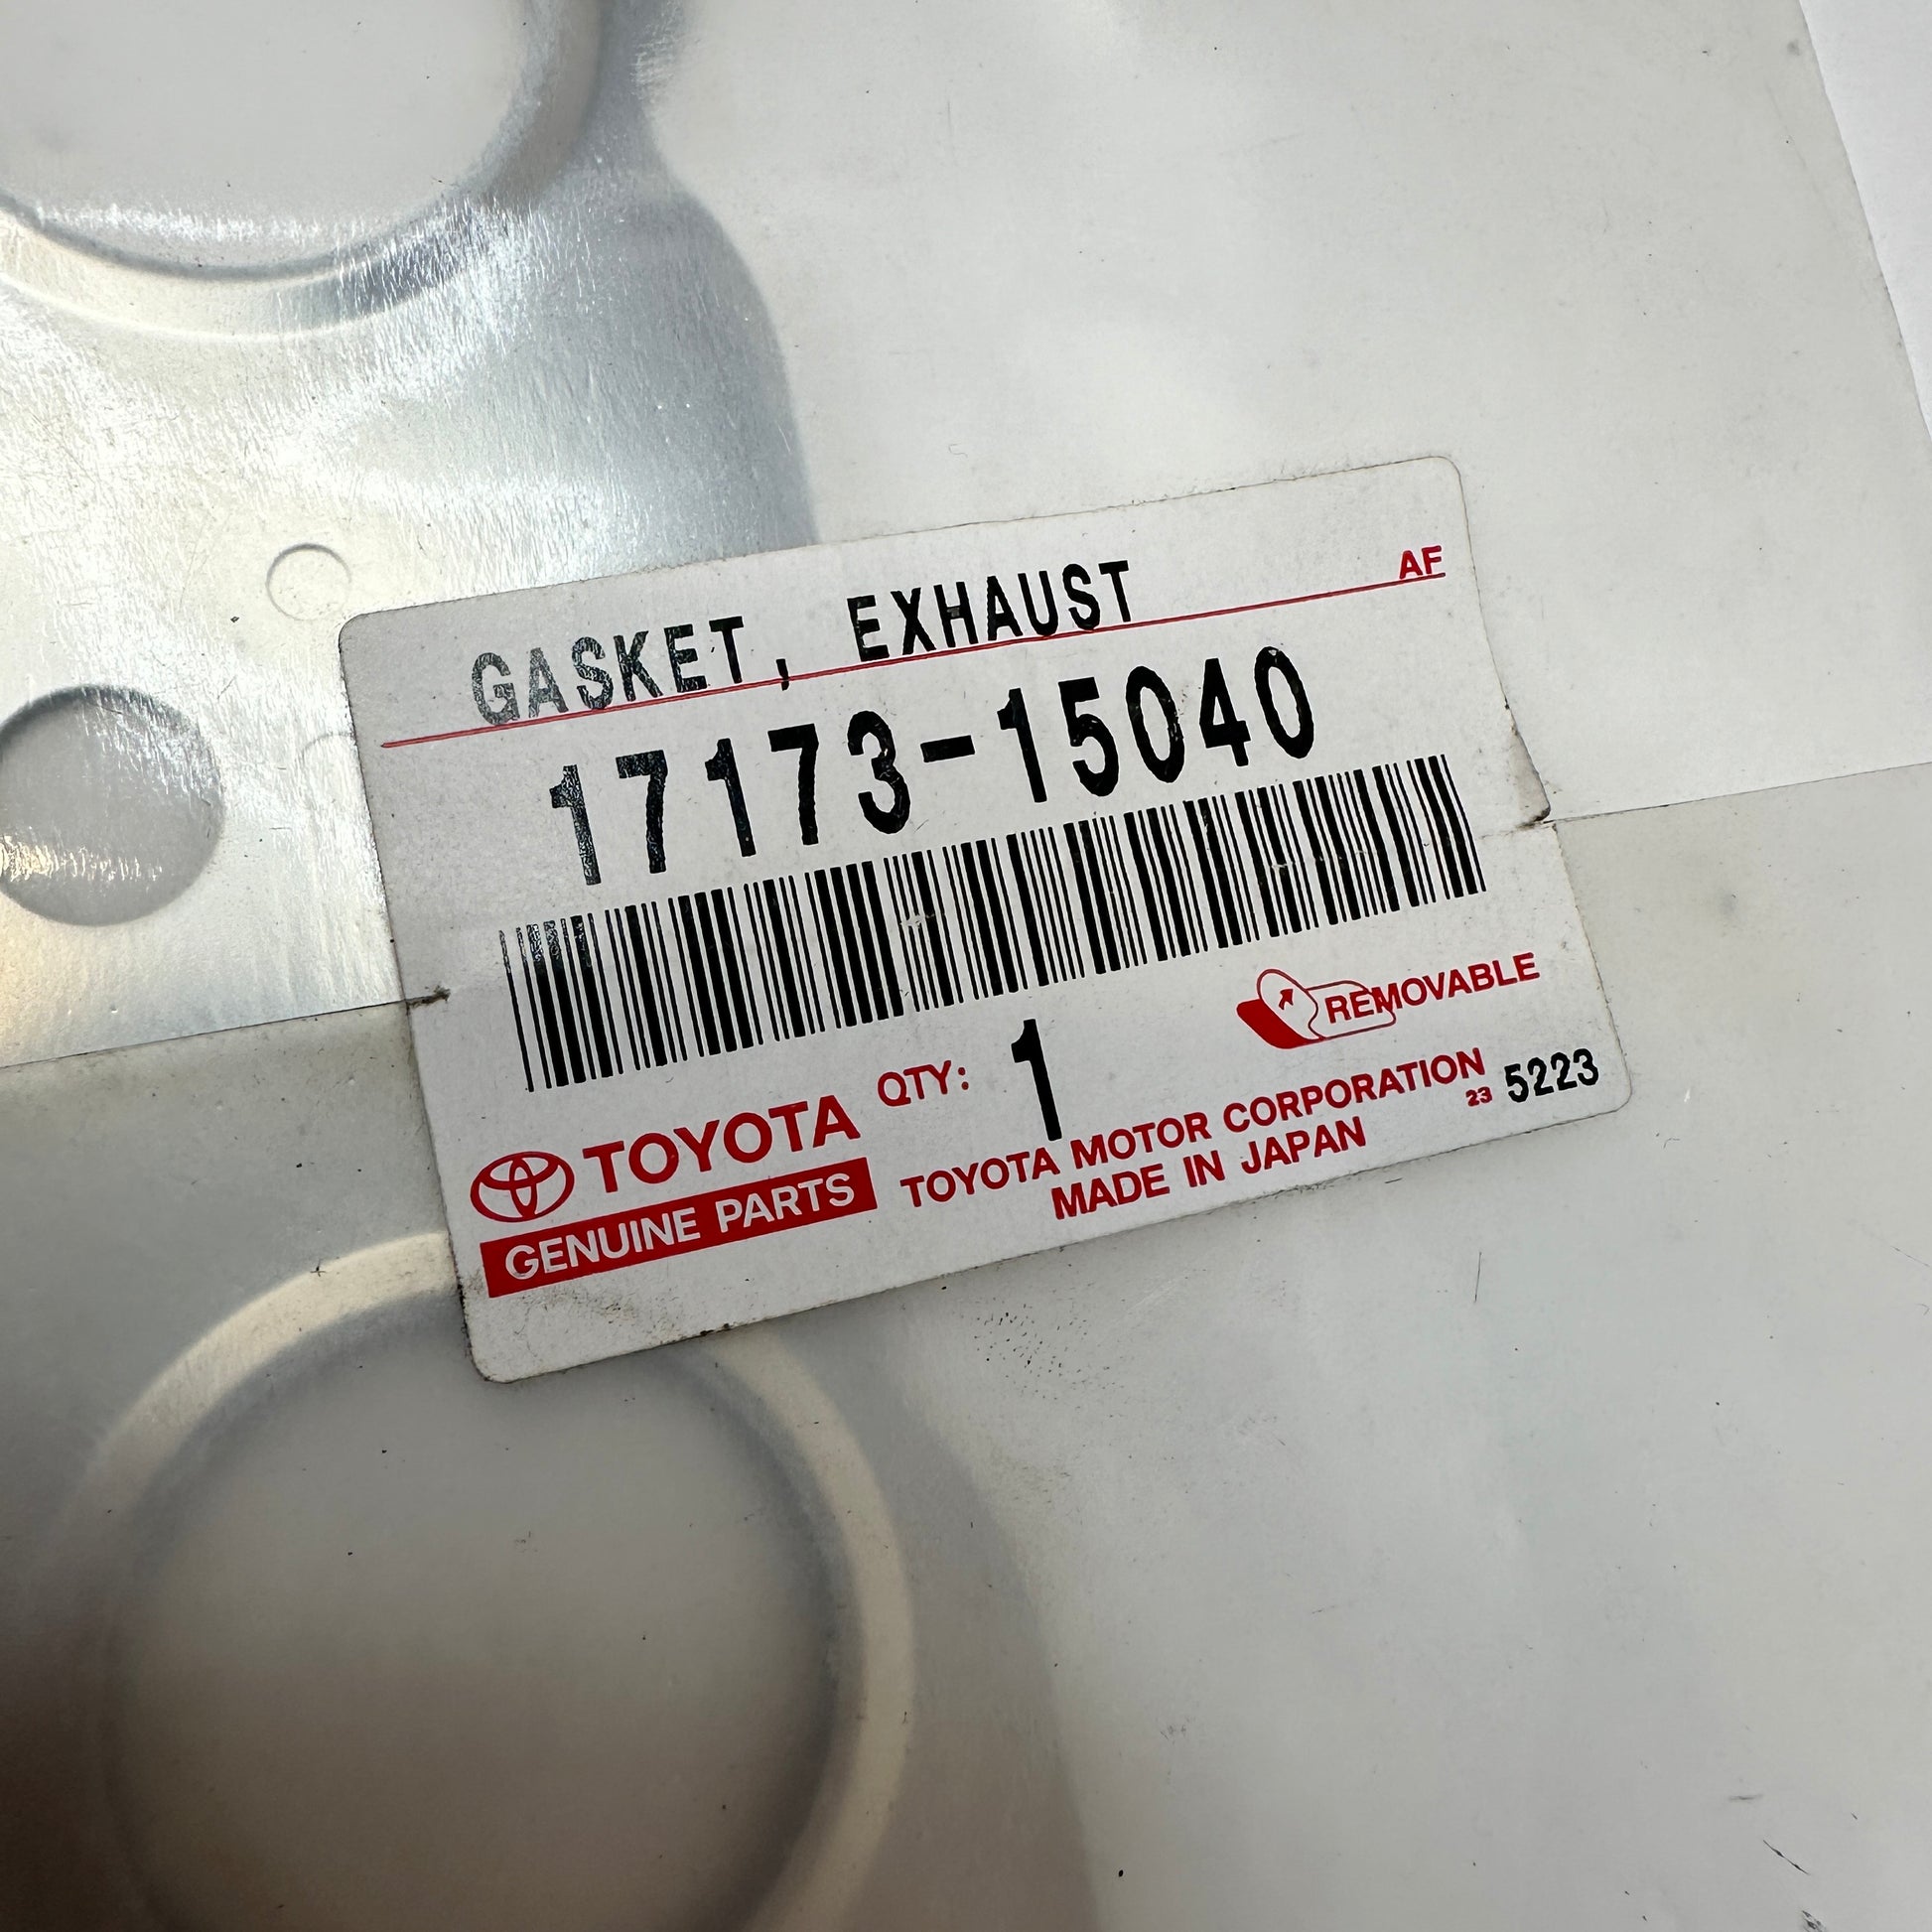 GASKET, EXHAUST AF
17173-15040
REMOVABLE
QTY: 1
TOYOTA
GENUINE PARTS
TOYOTA MOTOR CORPORATION 23 5223
MADE IN JAPAN